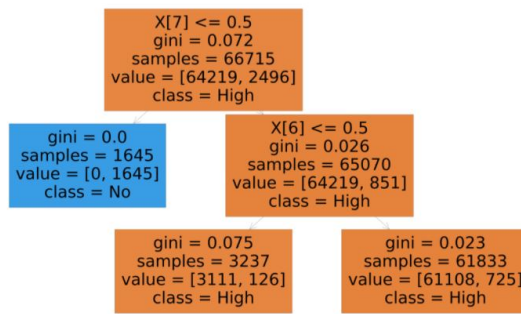 X[7] <= 0.5
gini = 0.072
samples = 66715
value = [64219, 2496]
class = High
gini = 0.0
samples = 1645
value = [0, 1645]
class = No
X[6] <= 0.5
gini = 0.026
samples = 65070
value = [64219, 851]
class = High
gini = 0.075
samples = 3237
value = [3111, 126]
class = High
gini = 0.023
samples = 61833
value = [61108, 725]
class = High